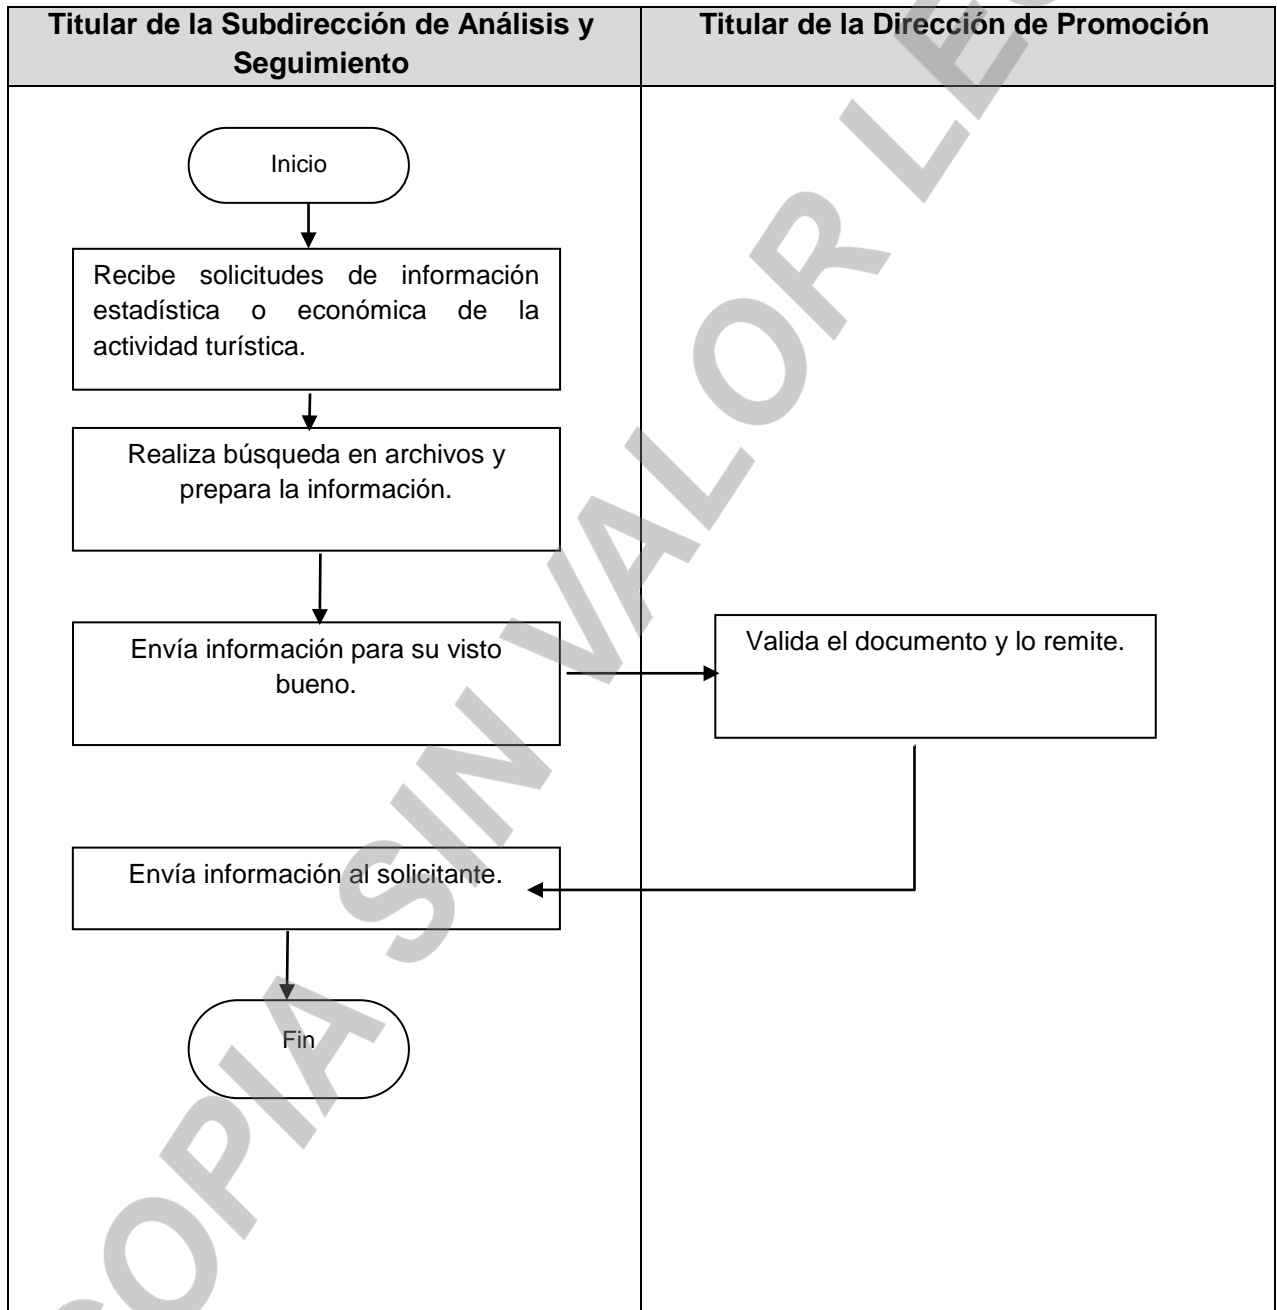 Titular de la Subdirección de Análisis y
Seguimiento
Titular de la Dirección de Promoción
Inicio
Recibe solicitudes de información
estadística o económica de la
actividad turística.
Realiza búsqueda en archivos y
prepara la información.
Envía información para su visto
bueno.
Valida el documento y lo remite.
Envía información al solicitante.
Fin
COPIA SIN VALOR LEG